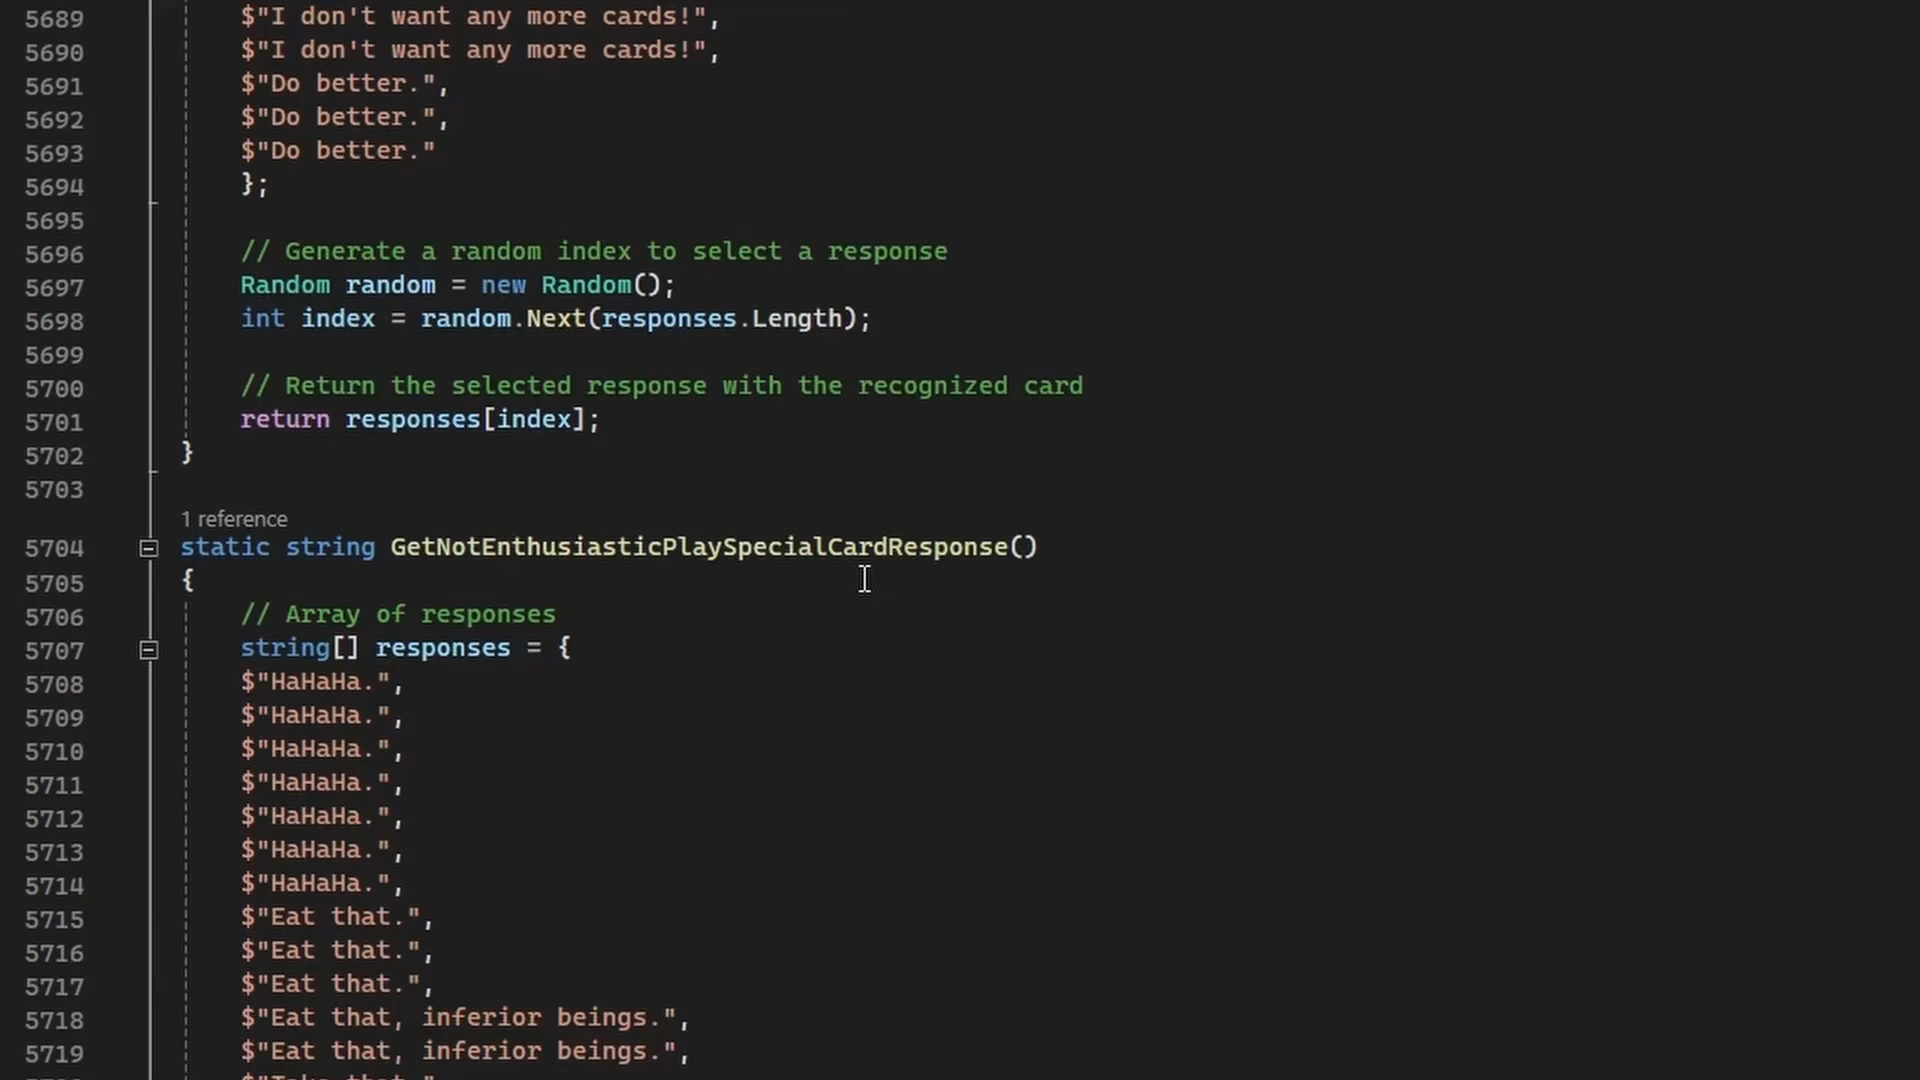 5689 $"I don't want any more cards!",
5690 $"I don't want any more cards!",
5691 $"Do better.",
5692 $"Do better.",
5693 $"Do better."
5694 };
5695
5696 // Generate a random index to select a response
5697 Random random = new Random();
5698 int index = random.Next(responses.Length);
5699
5700 // Return the selected response with the recognized card
5701 return responses[index];
5702 }
5703
1 reference
5704 static string GetNotEnthusiasticPlaySpecialCardResponse()
5705 {
5706 // Array of responses
5707 string[] responses = {
5708 $"HaHaHa.",
5709 $"HaHaHa.",
5710 $"HaHaHa.",
5711 $"HaHaHa.",
5712 $"HaHaHa.",
5713 $"HaHaHa.",
5714 $"HaHaHa.",
5715 $"Eat that.",
5716 $"Eat that.",
5717 $"Eat that.",
5718 $"Eat that, inferior beings.",
5719 $"Eat that, inferior beings.",